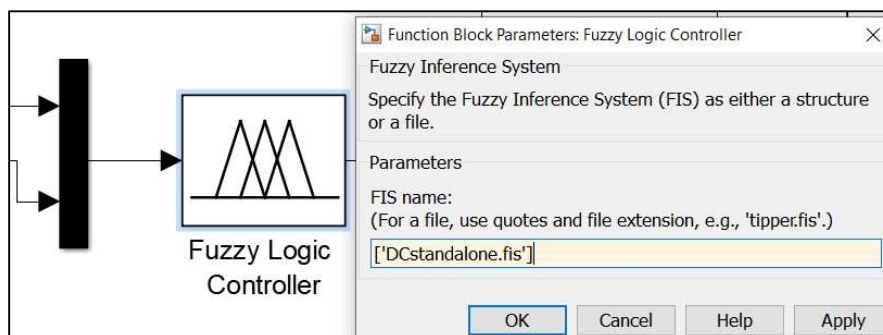 Function Block Parameters: Fuzzy Logic Controller
Fuzzy Inference System
Specify the Fuzzy Inference System (FIS) as either a structure
or a file.
Parameters
FIS name:
(For a file, use quotes and file extension, e.g., 'tipper.fis'.)
['DCstandalone.fis']
OK Cancel Help Apply
Fuzzy Logic
Controller